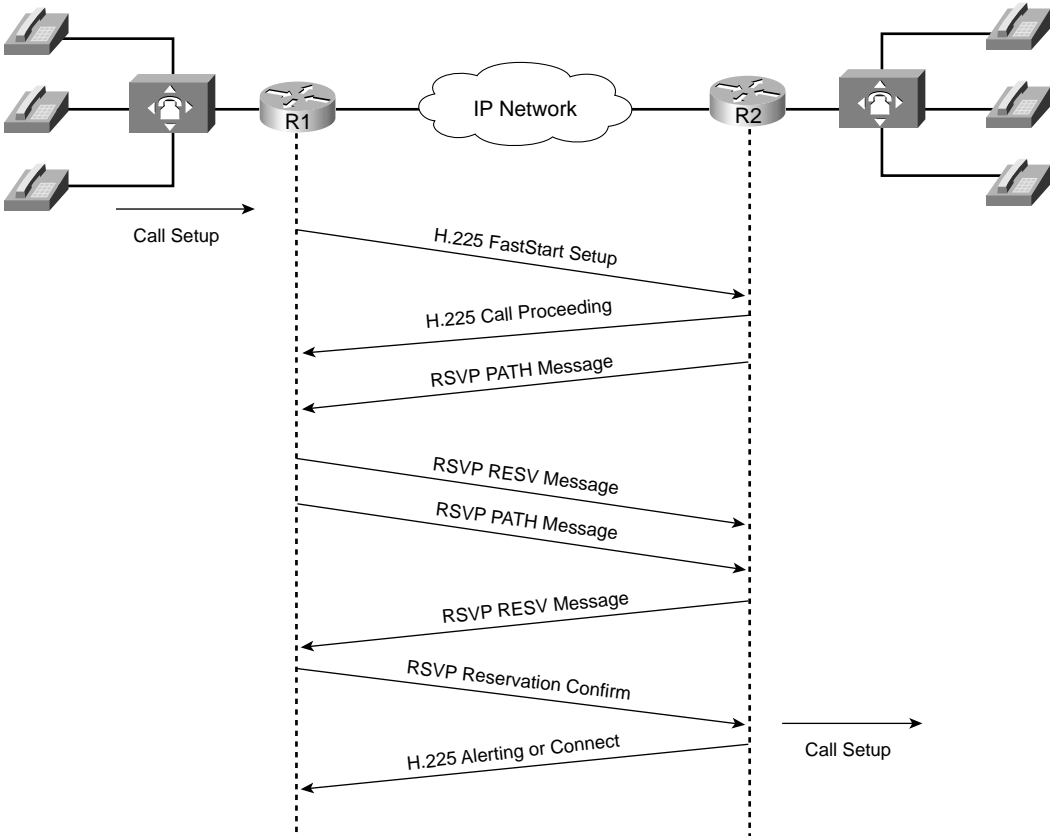 R1
IP Network
R2
Call Setup
H.225 FastStart Setup
H.225 Call Proceeding
RSVP PATH Message
RSVP RESV Message
RSVP PATH Message
RSVP RESV Message
RSVP Reservation Confirm
Call Setup
H.225 Alerting or Connect